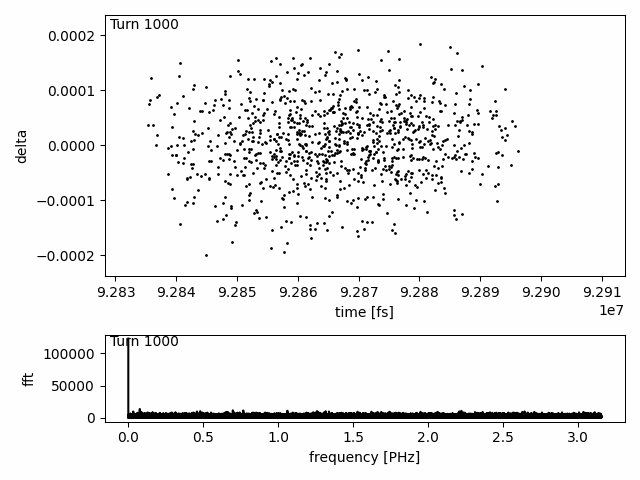 Turn 1000
0.0002
0.0001
0.0000
−0.0001
−0.0002
delta
9.283 9.284 9.285 9.286 9.287 9.288 9.289 9.290 9.291
1e7
time [fs]
Turn 1000
100000
50000
0
fft
0.0 0.5 1.0 1.5 2.0 2.5 3.0
frequency [PHz]